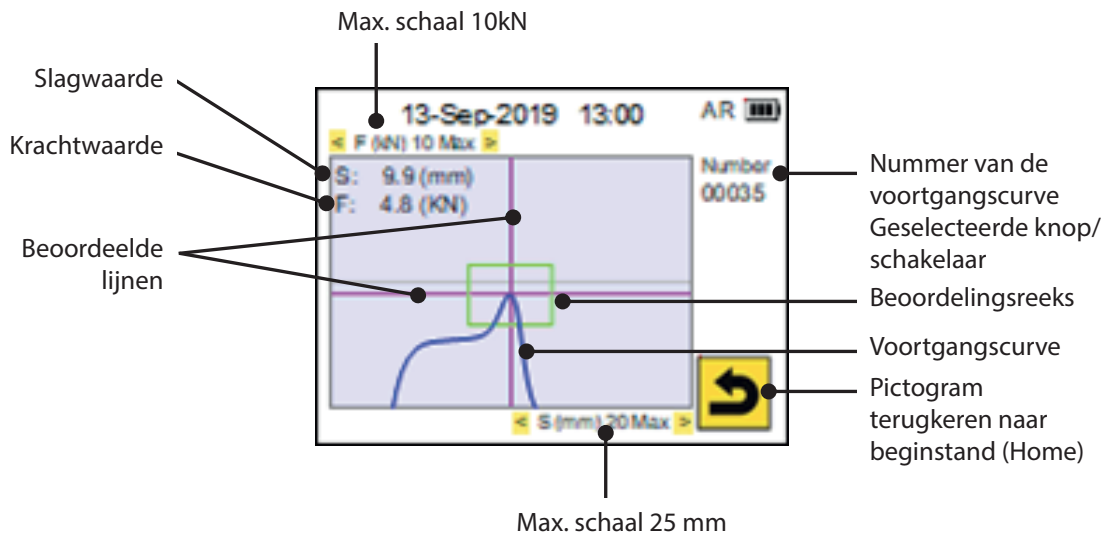 Max. schaal 10kN
Slagwaarde
Krachtwaarde
Beoordeelde
lijnen
13-Sep-2019 13:00 AR
< F (kN) 10 Max >
S: 9.9 (mm)
F: 4.8 (KN)
Number
00035
< S (mm) 20 Max >
Nummer van de
voortgangscurve
Geselecteerde knop/
schakelaar
Beoordelingsreeks
Voortgangscurve
Pictogram
terugkeren naar
beginstand (Home)
Max. schaal 25 mm